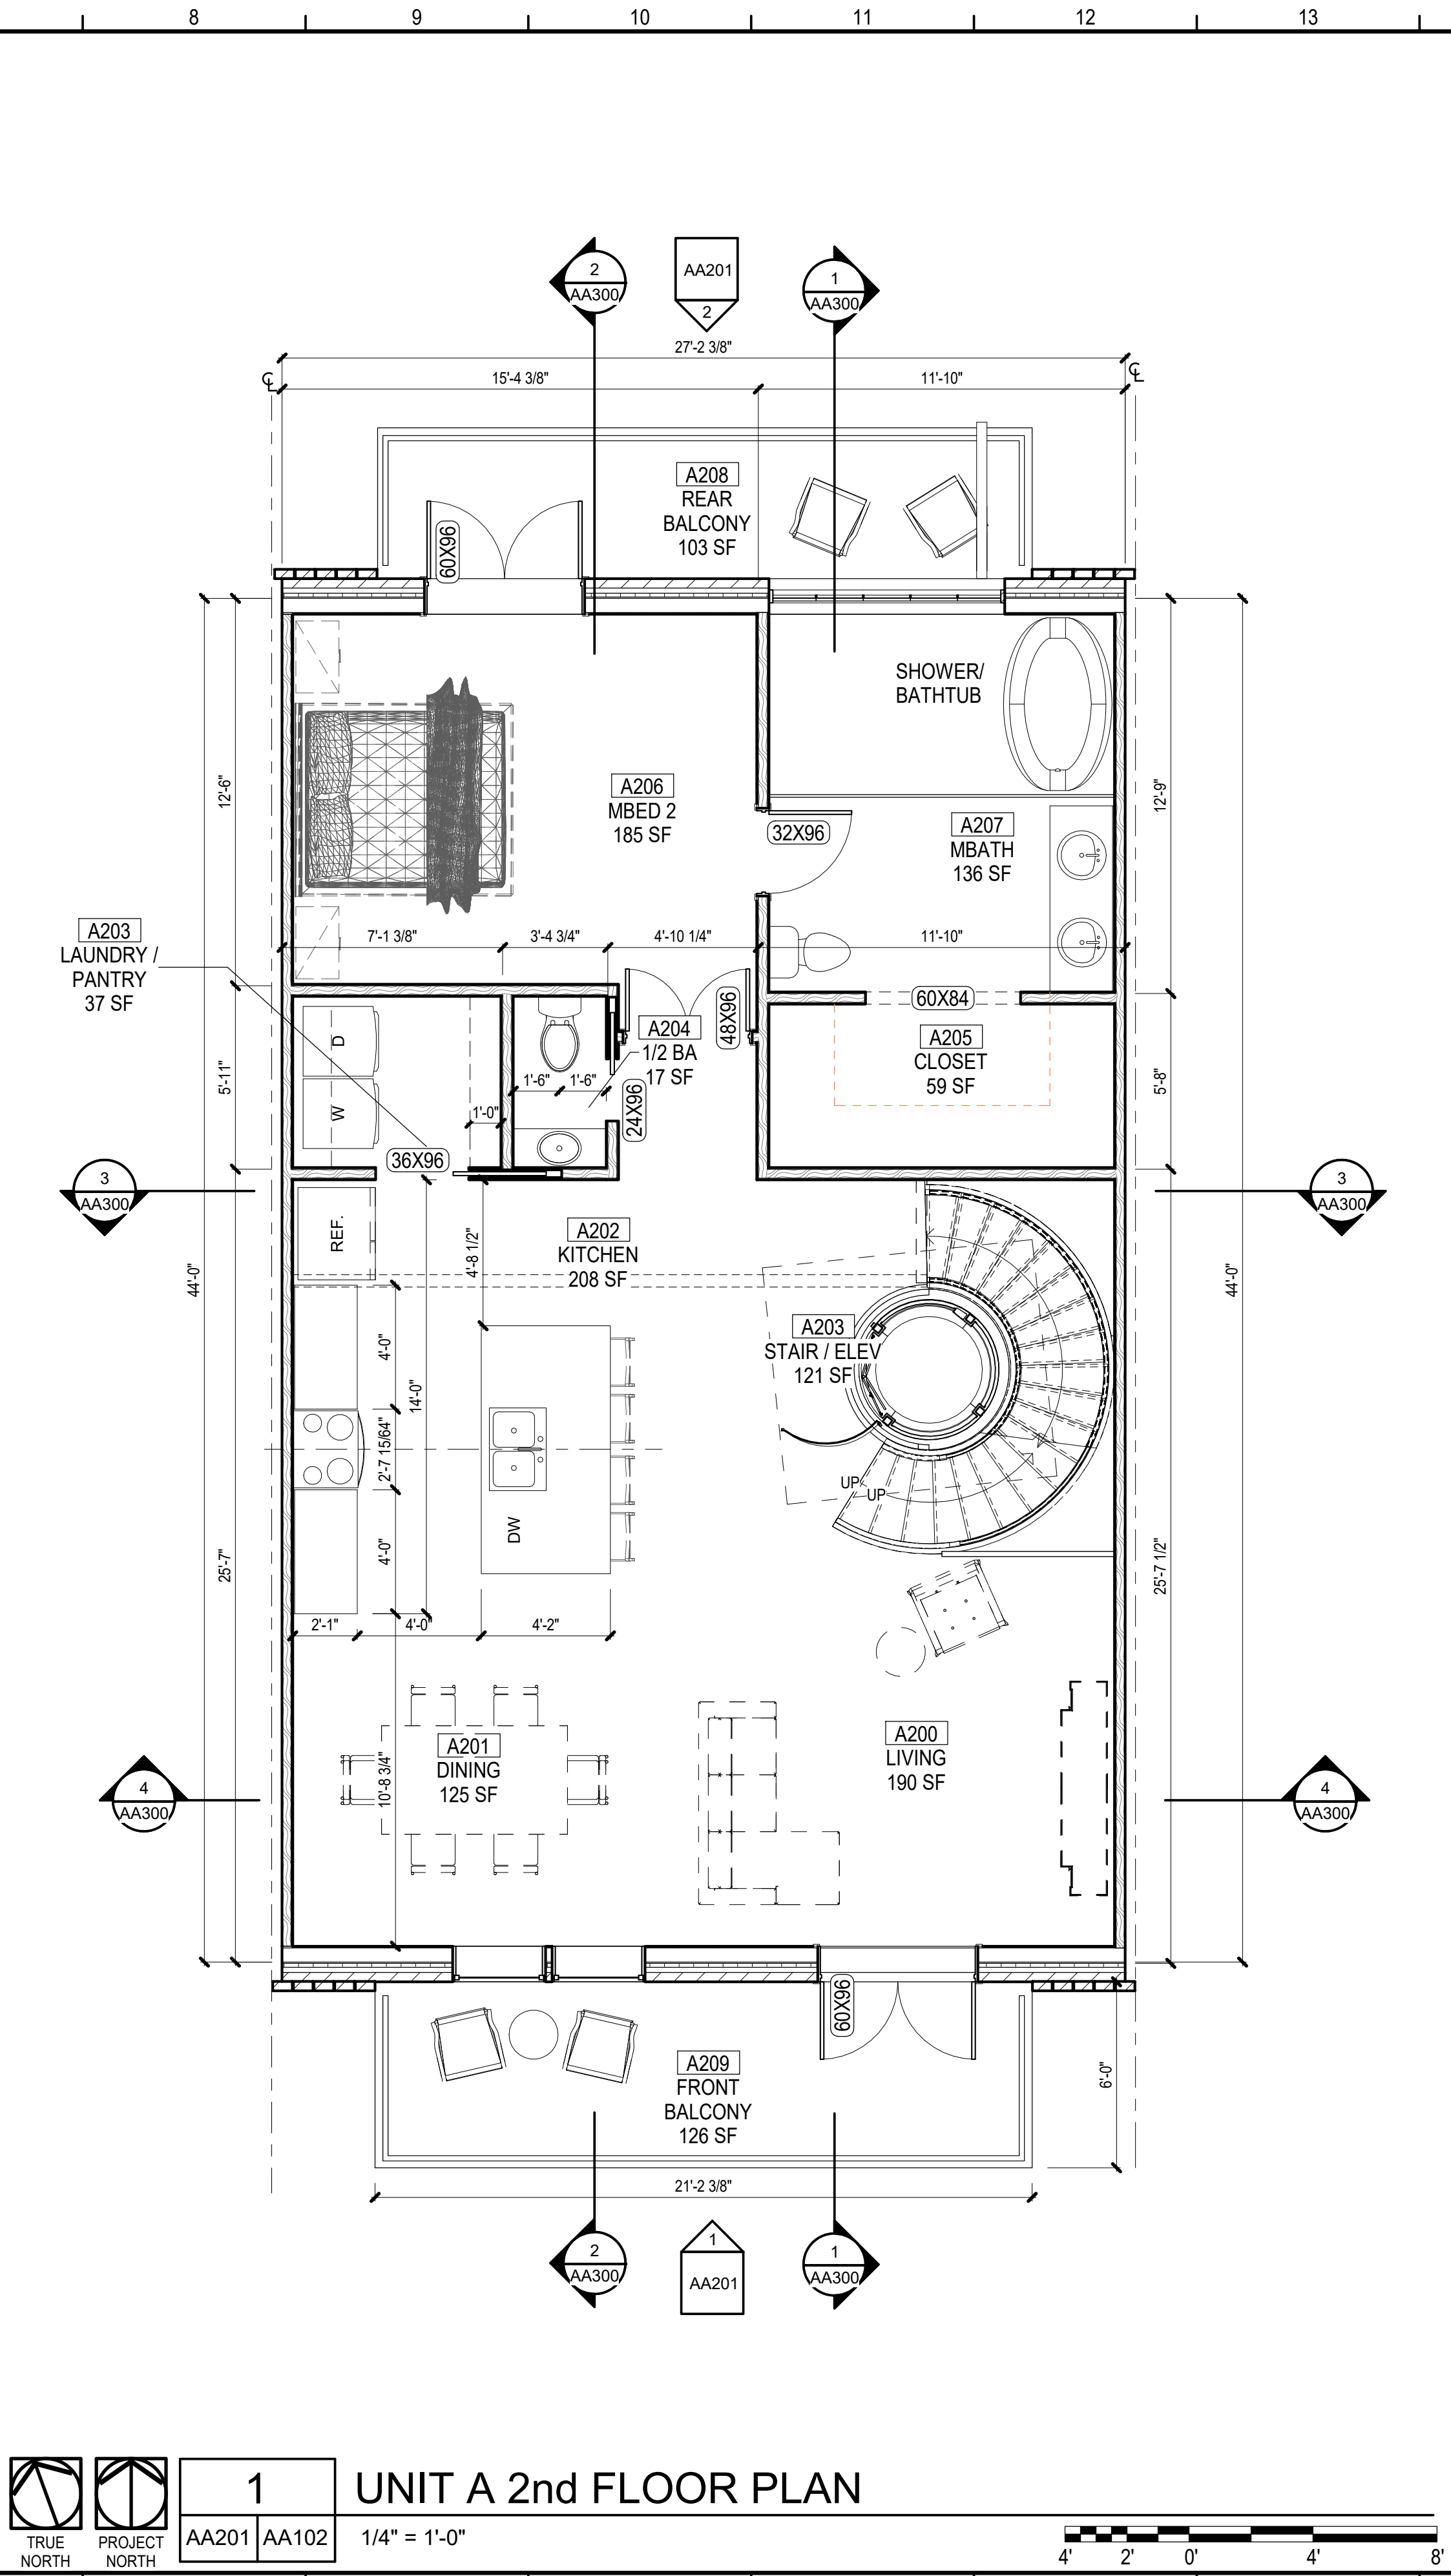 8 9 10 11 12 13
2
AA300
AA201
2
1
AA300
27'-2 3/8"
℄ ℄
15'-4 3/8" 11'-10"
A208
REAR
BALCONY
103 SF
60X96
SHOWER/
BATHTUB
12'-6"
12'-9"
A206
MBED 2
185 SF
32X96
A207
MBATH
136 SF
A203
LAUNDRY /
PANTRY
37 SF
7'-1 3/8" 3'-4 3/4" 4'-10 1/4" 11'-10"
60X84
48X96
A204
1/2 BA
17 SF
A205
CLOSET
59 SF
D
W
5'-11"
5'-8"
1'-6" 1'-6"
1'-0"
24X96
36X96
3
AA300
3
AA300
REF.
A202
KITCHEN
208 SF
4'-8 1/2"
44'-0"
44'-0"
A203
STAIR / ELEV
121 SF
4'-0"
14'-0"
2'-7 15/64"
4'-0"
UP
UP
DW
25'-7"
25'-7 1/2"
2'-1" 4'-0" 4'-2"
A201
DINING
125 SF
10'-8 3/4"
A200
LIVING
190 SF
4
AA300
4
AA300
60X96
A209
FRONT
BALCONY
126 SF
6'-0"
21'-2 3/8"
2
AA300
1
AA201
1
AA300
1
UNIT A 2nd FLOOR PLAN
AA201 AA102
1/4" = 1'-0"
TRUE
NORTH
PROJECT
NORTH
4' 2' 0' 4' 8'